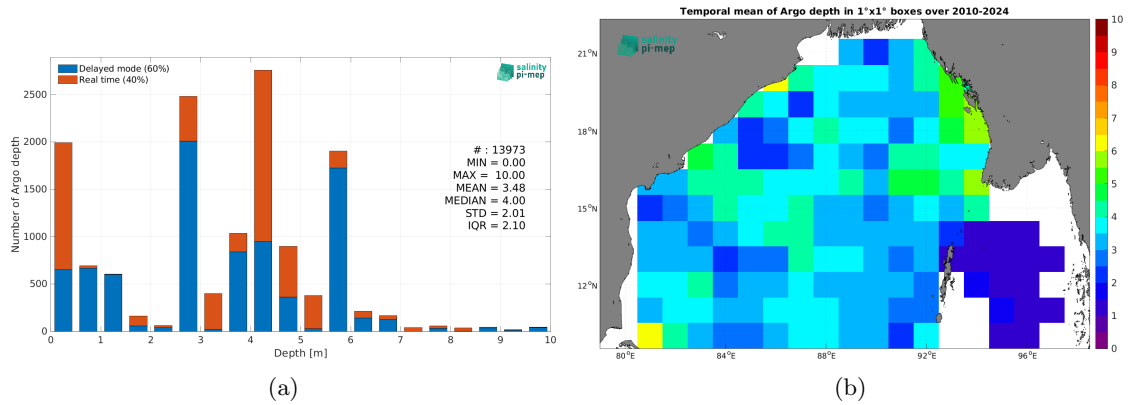 Delayed mode (60%)
Real time (40%)
salinity
pi-mep
Number of Argo depth
2500
2000
1500
1000
500
0
# : 13973
MIN = 0.00
MAX = 10.00
MEAN = 3.48
MEDIAN = 4.00
STD = 2.01
IQR = 2.10
0 1 2 3 4 5 6 7 8 9 10
Depth [m]
(a)
Temporal mean of Argo depth in 1°x1° boxes over 2010-2024
salinity
pi-mep
21°N
18°N
15°N
12°N
80°E 84°E 88°E 92°E 96°E
10
9
8
7
6
5
4
3
2
1
0
(b)